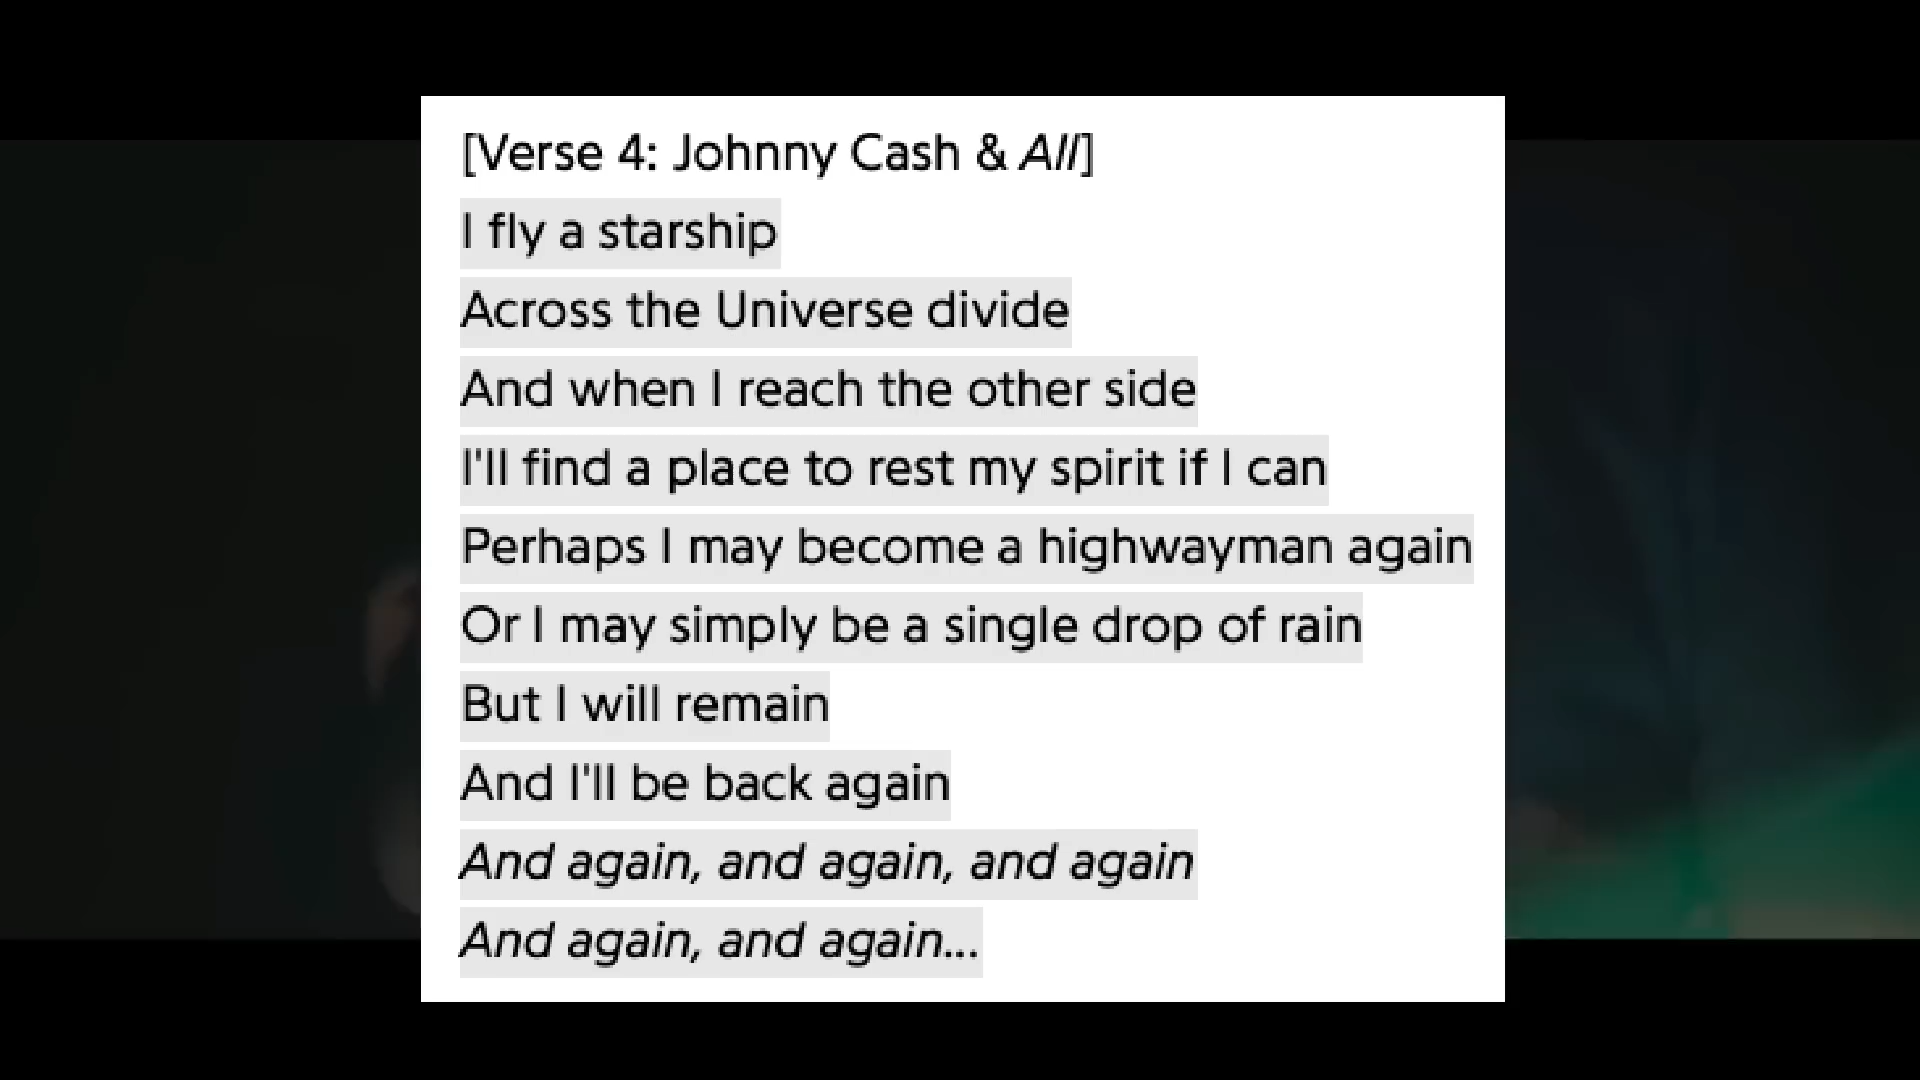 [Verse 4: Johnny Cash & All]
I fly a starship
Across the Universe divide
And when I reach the other side
I'll find a place to rest my spirit if I can
Perhaps I may become a highwayman again
Or I may simply be a single drop of rain
But I will remain
And I'll be back again
And again, and again, and again
And again, and again...